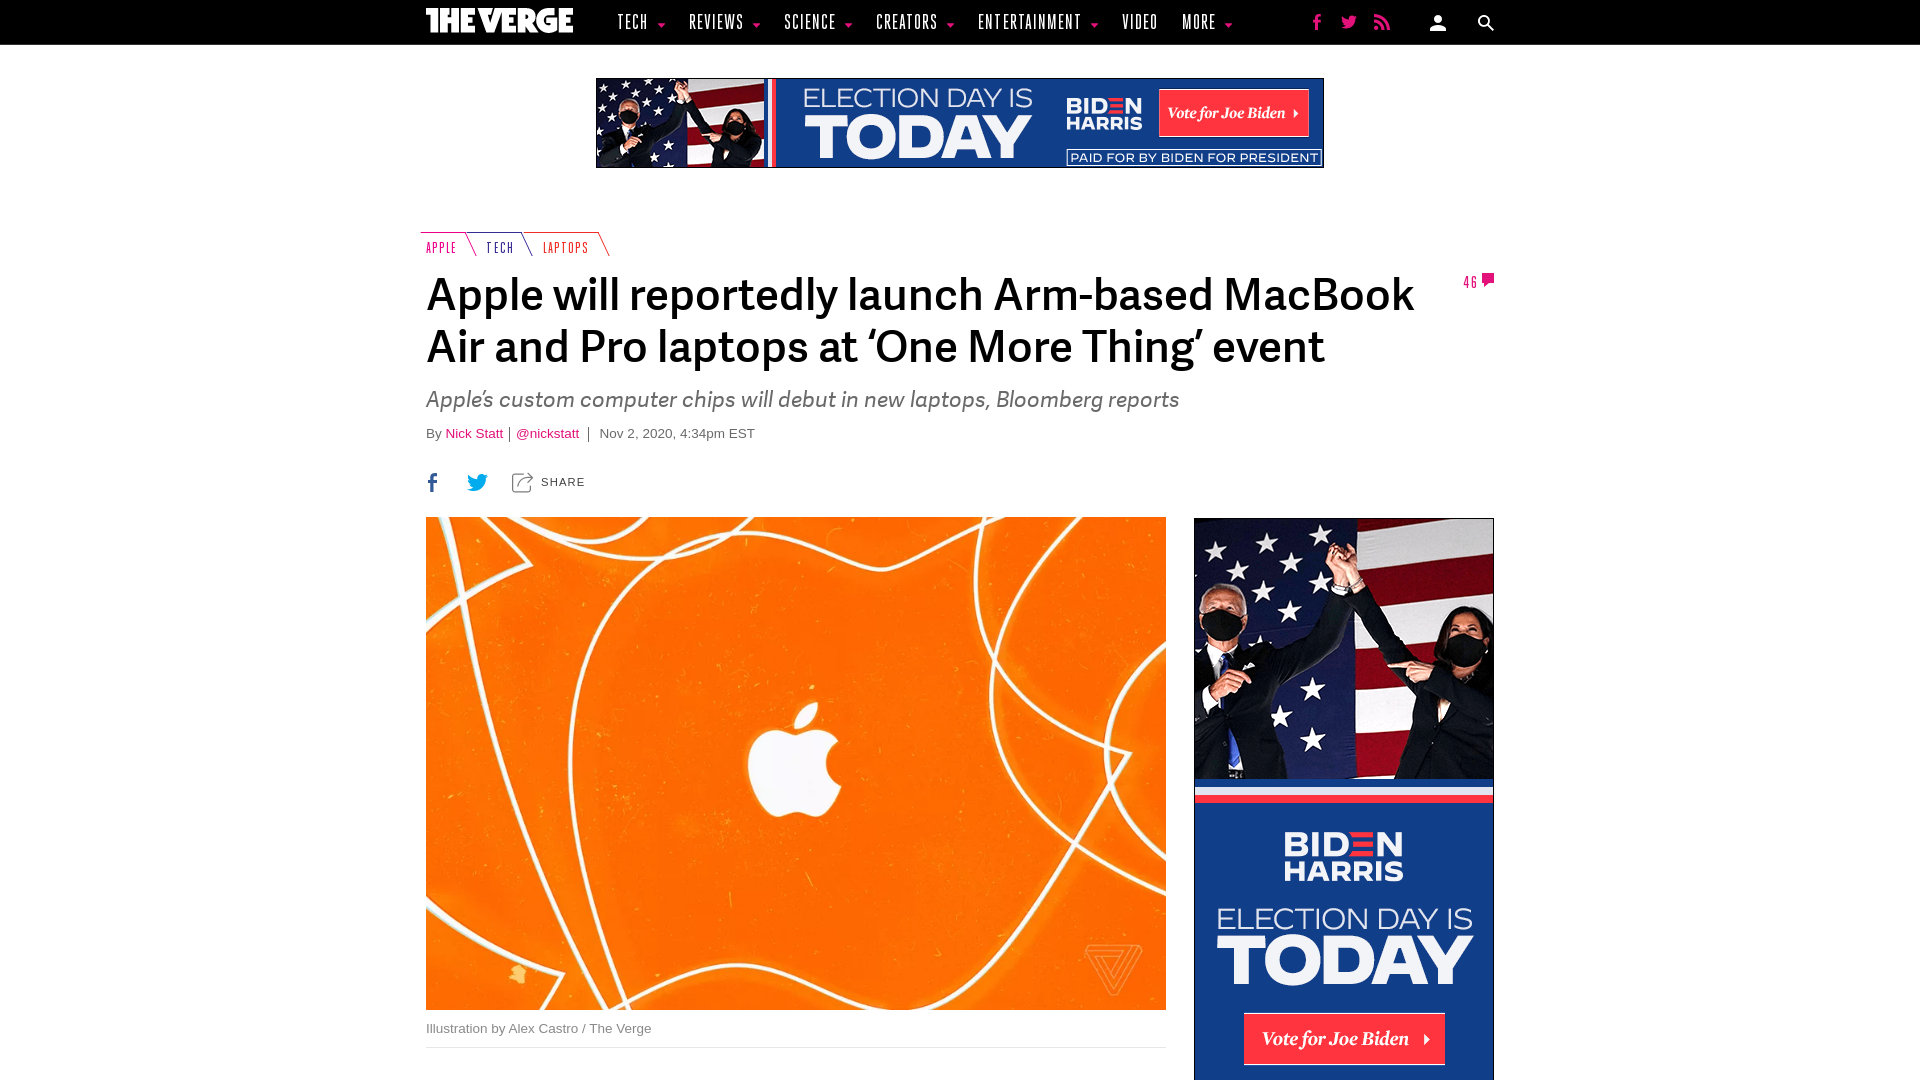 THE VERGE
TECH REVIEWS SCIENCE CREATORS ENTERTAINMENT VIDEO MORE
ELECTION DAY IS
TODAY
BIDEN
HARRIS
Vote for Joe Biden
PAID FOR BY BIDEN FOR PRESIDENT
APPLE TECH LAPTOPS
Apple will reportedly launch Arm-based MacBook
Air and Pro laptops at ‘One More Thing’ event
46
Apple’s custom computer chips will debut in new laptops, Bloomberg reports
By Nick Statt | @nickstatt | Nov 2, 2020, 4:34pm EST
SHARE
Illustration by Alex Castro / The Verge
BIDEN
HARRIS
ELECTION DAY IS
TODAY
Vote for Joe Biden